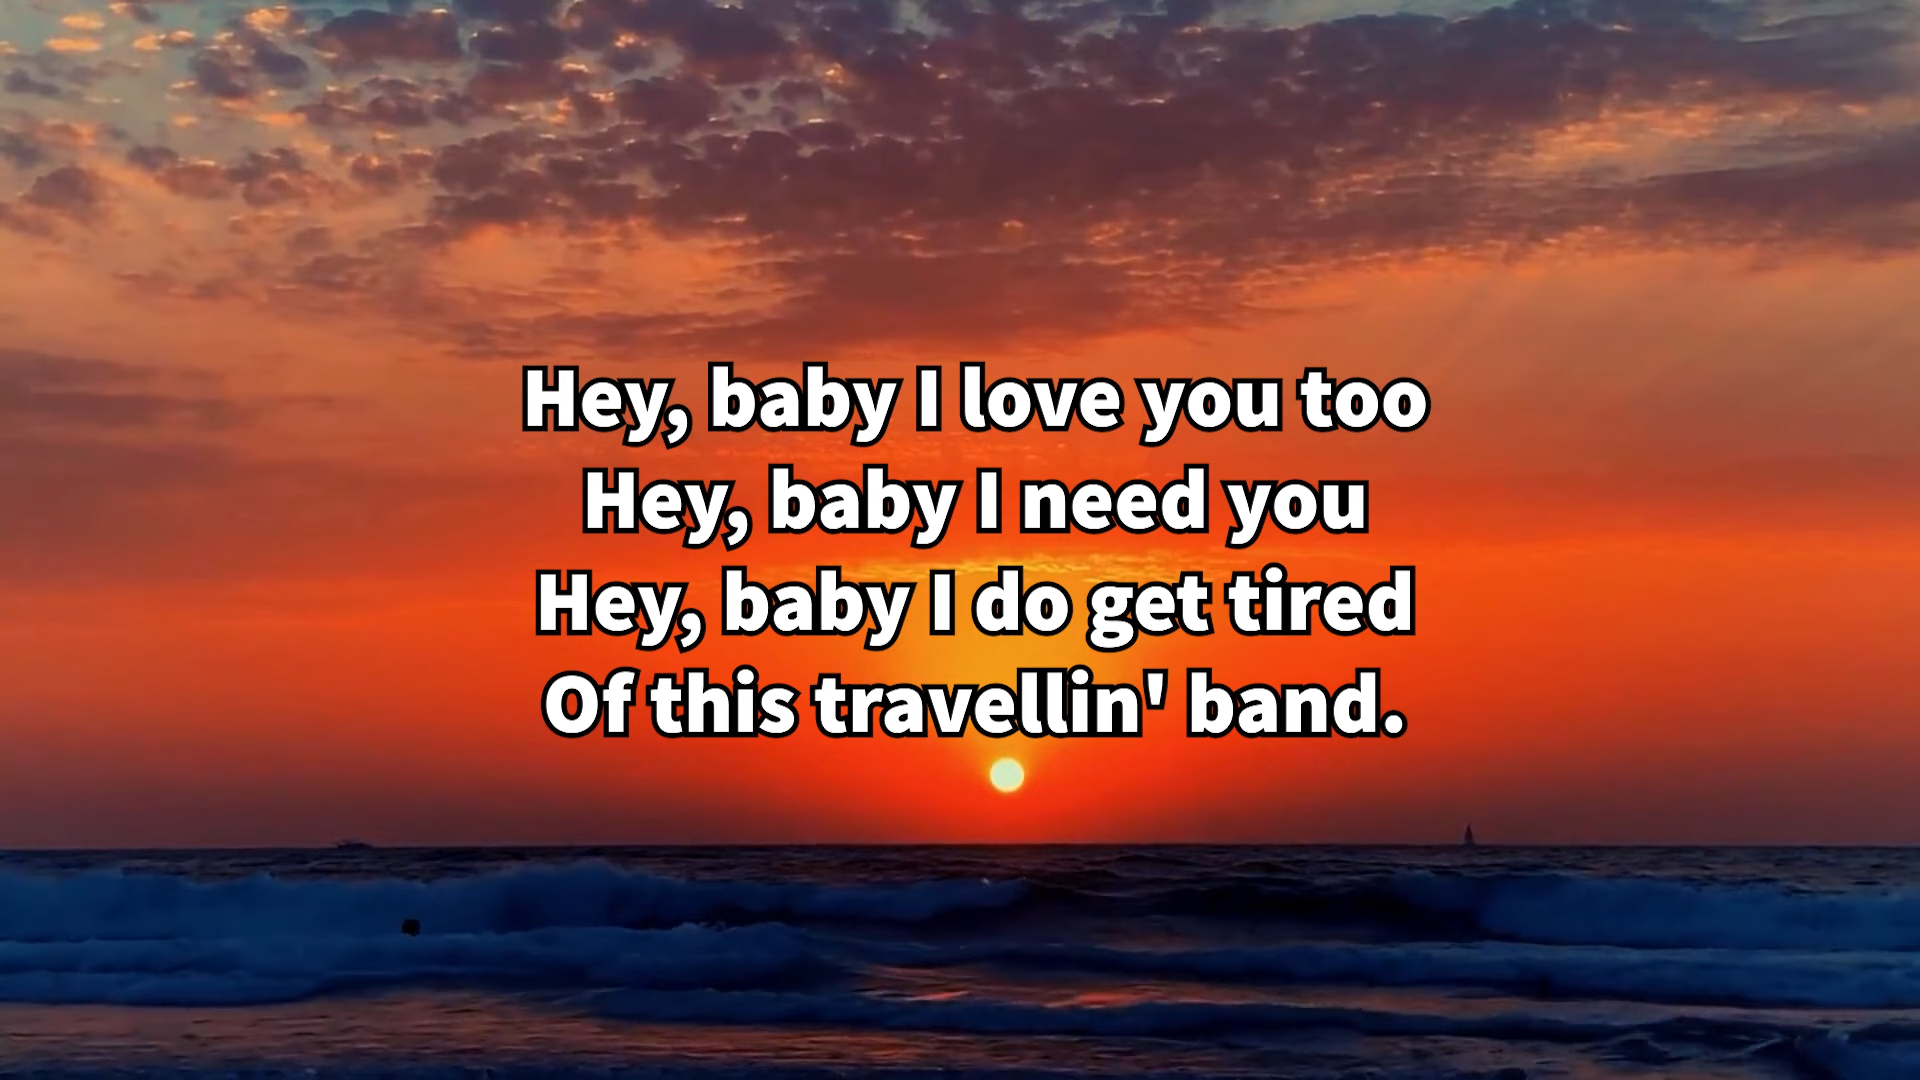 Hey, baby I love you too
Hey, baby I need you
Hey, baby I do get tired
Of this travellin' band.